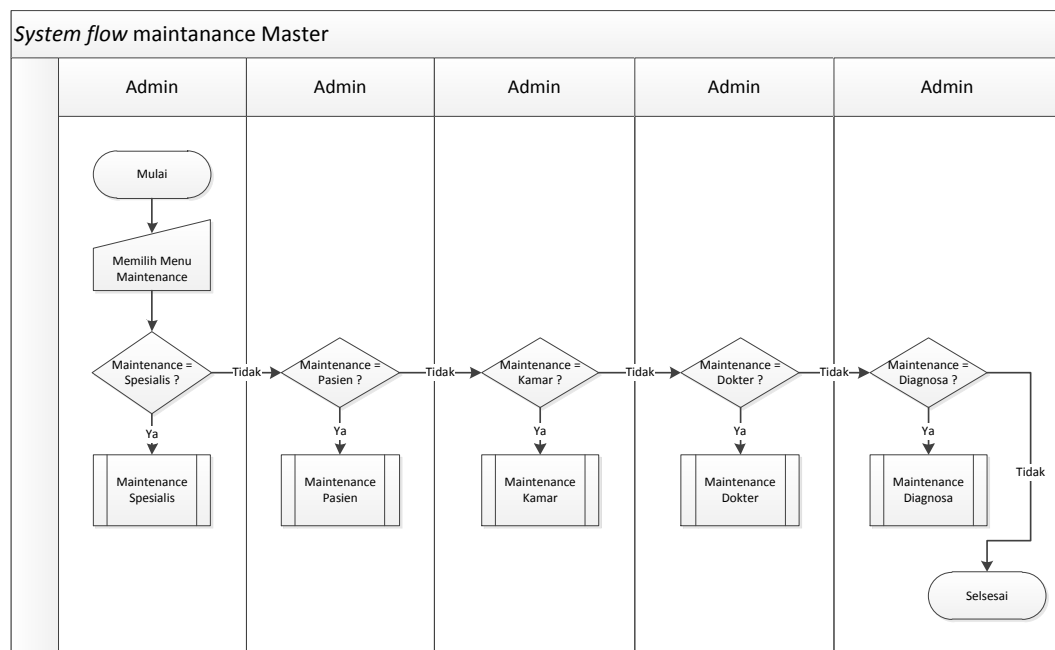 System flow maintanance Master
Admin
Admin
Admin
Admin
Admin
Mulai
Memilih Menu
Maintenance
Maintenance =
Spesialis ?
Tidak
Maintenance =
Pasien ?
Tidak
Maintenance =
Kamar ?
Tidak
Maintenance =
Dokter ?
Tidak
Maintenance =
Diagnosa ?
Ya
Ya
Ya
Ya
Ya
Tidak
Maintenance
Spesialis
Maintenance
Pasien
Maintenance
Kamar
Maintenance
Dokter
Maintenance
Diagnosa
Selsesai